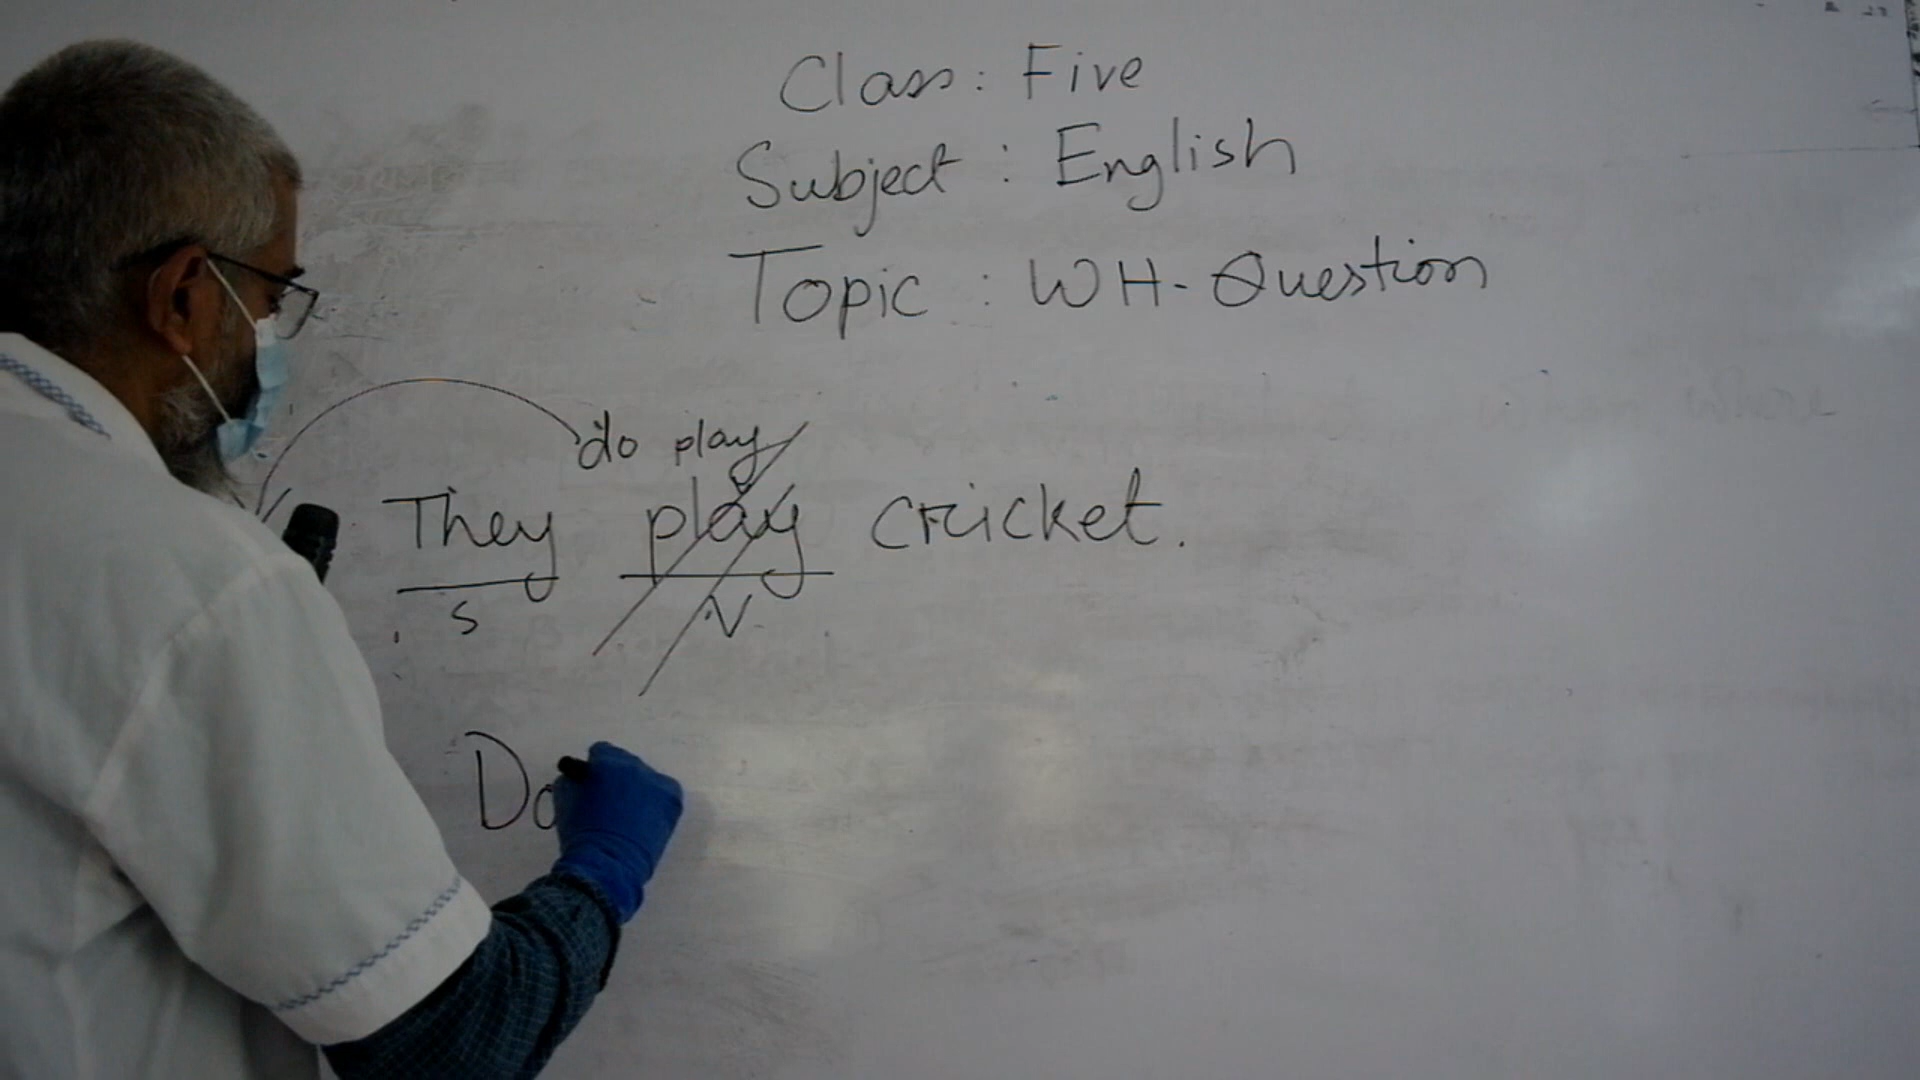 Class: Five
Subject : English
Topic : WH-Question
do play
They play cricket.
S V
Do